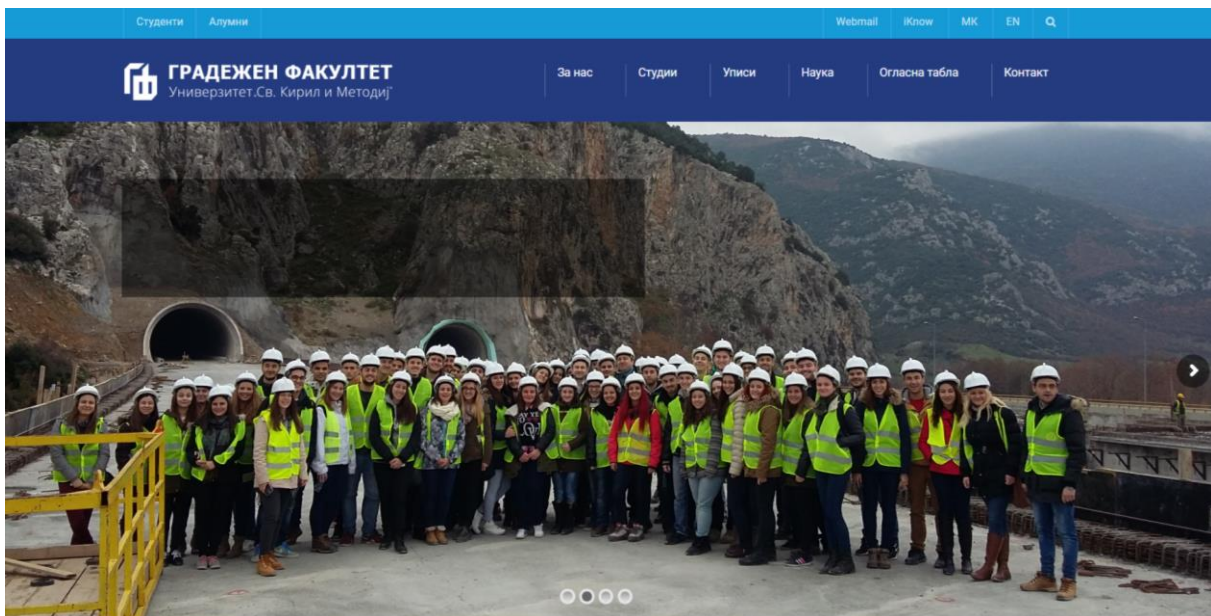 Студенти Алумни Webmail iKnow МК EN
ГРАДЕЖЕН ФАКУЛТЕТ
Универзитет„Св. Кирил и Методиј"
За нас Студии Уписи Наука Огласна табла Контакт